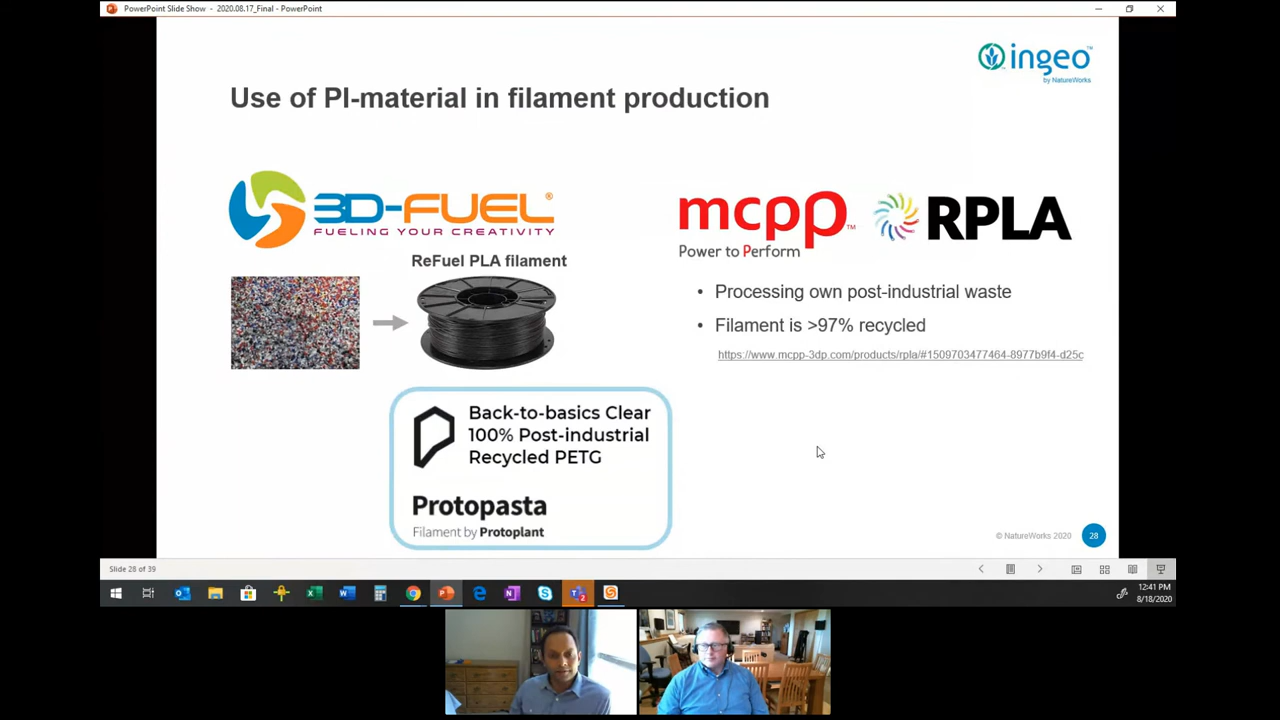 PowerPoint Slide Show - 2020.08.17_Final - PowerPoint
ingeo™
by NatureWorks
Use of PI-material in filament production
3D-FUEL®
FUELING YOUR CREATIVITY
ReFuel PLA filament
mcpp™
Power to Perform
RPLA
• Processing own post-industrial waste
• Filament is >97% recycled
https://www.mcpp-3dp.com/products/rpla/#1509703477464-8977b9f4-d25c
Back-to-basics Clear
100% Post-industrial
Recycled PETG
Protopasta
Filament by Protoplant
© NatureWorks 2020
28
Slide 28 of 39
12:41 PM
8/18/2020